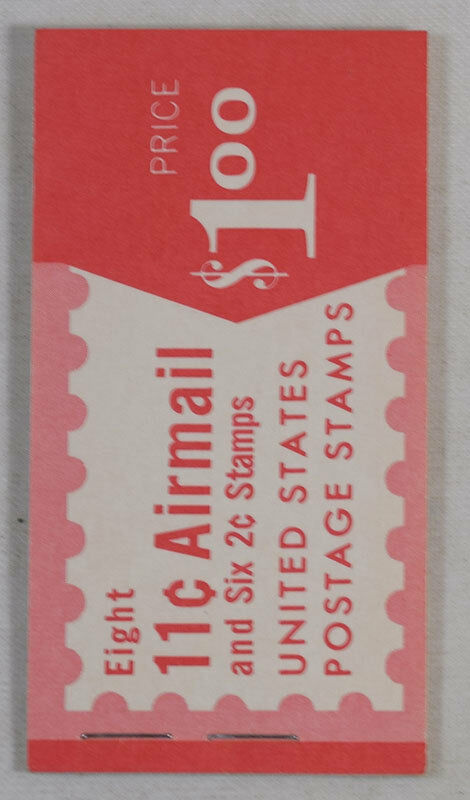 Eight
11¢ Airmail
and Six 2¢ Stamps
UNITED STATES
POSTAGE STAMPS
PRICE
$1.00